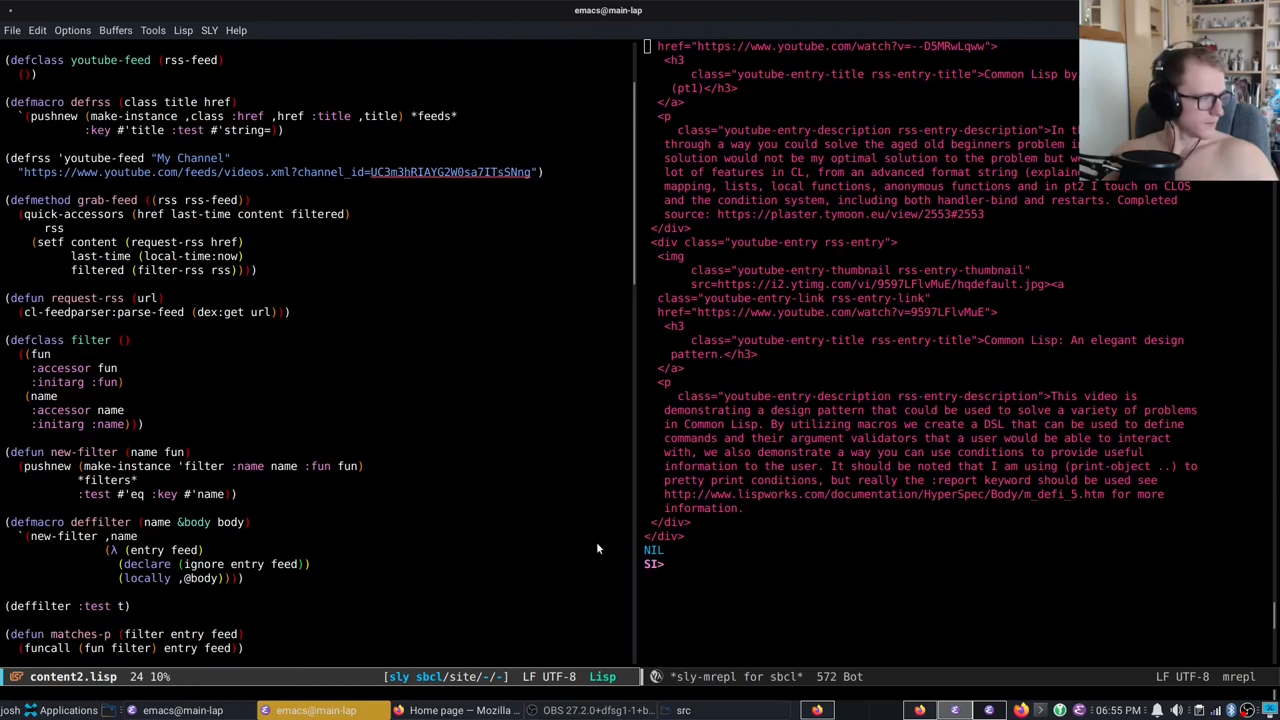 emacs@main-lap
File Edit Options Buffers Tools Lisp SLY Help
(defclass youtube-feed (rss-feed)
())
(defmacro defrss (class title href)
`(pushnew (make-instance ,class :href ,href :title ,title) *feeds*
:key #'title :test #'string=))
(defrss 'youtube-feed "My Channel"
"https://www.youtube.com/feeds/videos.xml?channel_id=UC3m3hRIAYG2W0sa7ITsSNng")
(defmethod grab-feed ((rss rss-feed))
(quick-accessors (href last-time content filtered)
rss
(setf content (request-rss href)
last-time (local-time:now)
filtered (filter-rss rss))))
(defun request-rss (url)
(cl-feedparser:parse-feed (dex:get url)))
(defclass filter ()
((fun
:accessor fun
:initarg :fun)
(name
:accessor name
:initarg :name)))
(defun new-filter (name fun)
(pushnew (make-instance 'filter :name name :fun fun)
*filters*
:test #'eq :key #'name))
(defmacro deffilter (name &body body)
`(new-filter ,name
(λ (entry feed)
(declare (ignore entry feed))
(locally ,@body))))
(deffilter :test t)
(defun matches-p (filter entry feed)
(funcall (fun filter) entry feed))
href="https://www.youtube.com/watch?v=--D5MRwLqww">
<h3
class="youtube-entry-title rss-entry-title">Common Lisp by
(pt1)</h3>
</a>
<p
class="youtube-entry-description rss-entry-description">In th
through a way you could solve the aged old beginners problem i
solution would not be my optimal solution to the problem but w
lot of features in CL, from an advanced format string (explain
mapping, lists, local functions, anonymous functions and in pt2 I touch on CLOS
and the condition system, including both handler-bind and restarts. Completed
source: https://plaster.tymoon.eu/view/2553#2553
</div>
<div class="youtube-entry rss-entry">
<img
class="youtube-entry-thumbnail rss-entry-thumbnail"
src=https://i2.ytimg.com/vi/9597LFlvMuE/hqdefault.jpg><a
class="youtube-entry-link rss-entry-link"
href="https://www.youtube.com/watch?v=9597LFlvMuE">
<h3
class="youtube-entry-title rss-entry-title">Common Lisp: An elegant design
pattern.</h3>
</a>
<p
class="youtube-entry-description rss-entry-description">This video is
demonstrating a design pattern that could be used to solve a variety of problems
in Common Lisp. By utilizing macros we create a DSL that can be used to define
commands and their argument validators that a user would be able to interact
with, we also demonstrate a way you can use conditions to provide useful
information to the user. It should be noted that I am using (print-object ..) to
pretty print conditions, but really the :report keyword should be used see
http://www.lispworks.com/documentation/HyperSpec/Body/m_defi_5.htm for more
information.
</div>
</div>
NIL
SI>
content2.lisp 24 10% [sly sbcl/site/-/-] LF UTF-8 Lisp
*sly-mrepl for sbcl* 572 Bot LF UTF-8 mrepl
josh Applications emacs@main-lap emacs@main-lap Home page — Mozilla ... OBS 27.2.0+dfsg1-1+b... src 06:55 PM